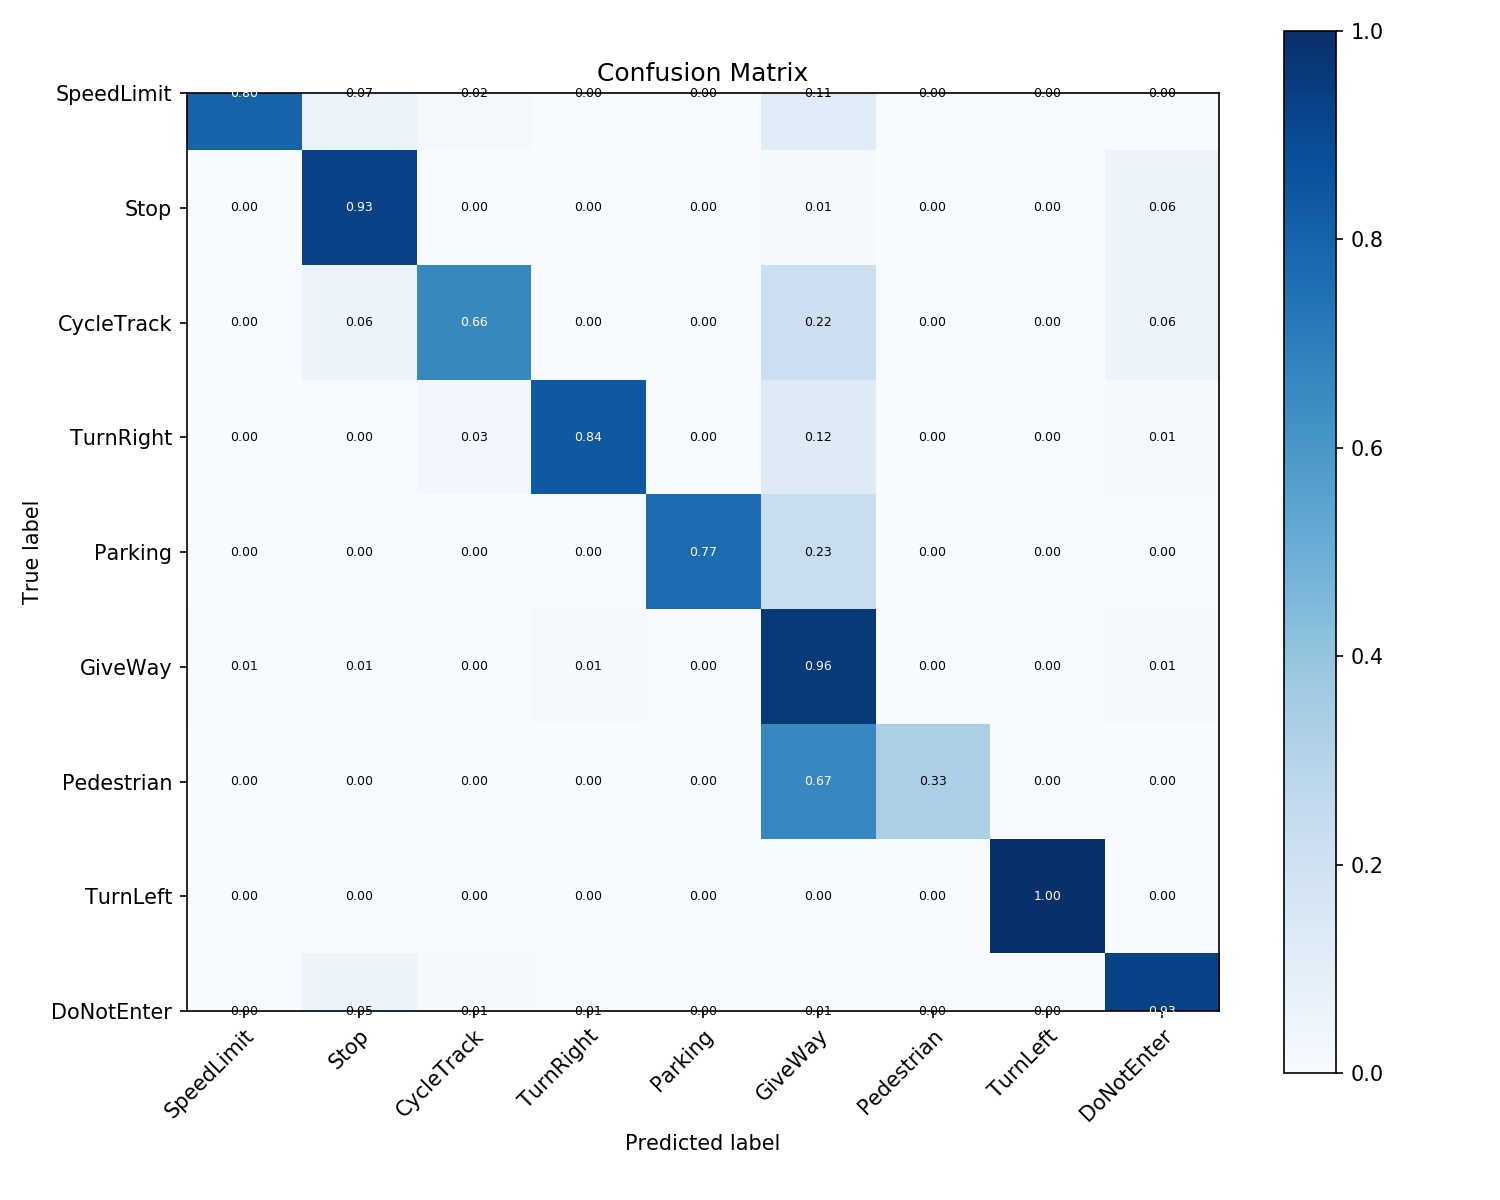 Confusion Matrix
SpeedLimit 0.80 0.07 0.02 0.00 0.00 0.11 0.00 0.00 0.00
Stop 0.00 0.93 0.00 0.00 0.00 0.01 0.00 0.00 0.06
CycleTrack 0.00 0.06 0.66 0.00 0.00 0.22 0.00 0.00 0.06
TurnRight 0.00 0.00 0.03 0.84 0.00 0.12 0.00 0.00 0.01
Parking 0.00 0.00 0.00 0.00 0.77 0.23 0.00 0.00 0.00
GiveWay 0.01 0.01 0.00 0.01 0.00 0.96 0.00 0.00 0.01
Pedestrian 0.00 0.00 0.00 0.00 0.00 0.67 0.33 0.00 0.00
TurnLeft 0.00 0.00 0.00 0.00 0.00 0.00 0.00 1.00 0.00
DoNotEnter 0.00 0.05 0.01 0.01 0.00 0.01 0.00 0.00 0.93
SpeedLimit Stop CycleTrack TurnRight Parking GiveWay Pedestrian TurnLeft DoNotEnter
Predicted label
True label
1.0
0.8
0.6
0.4
0.2
0.0